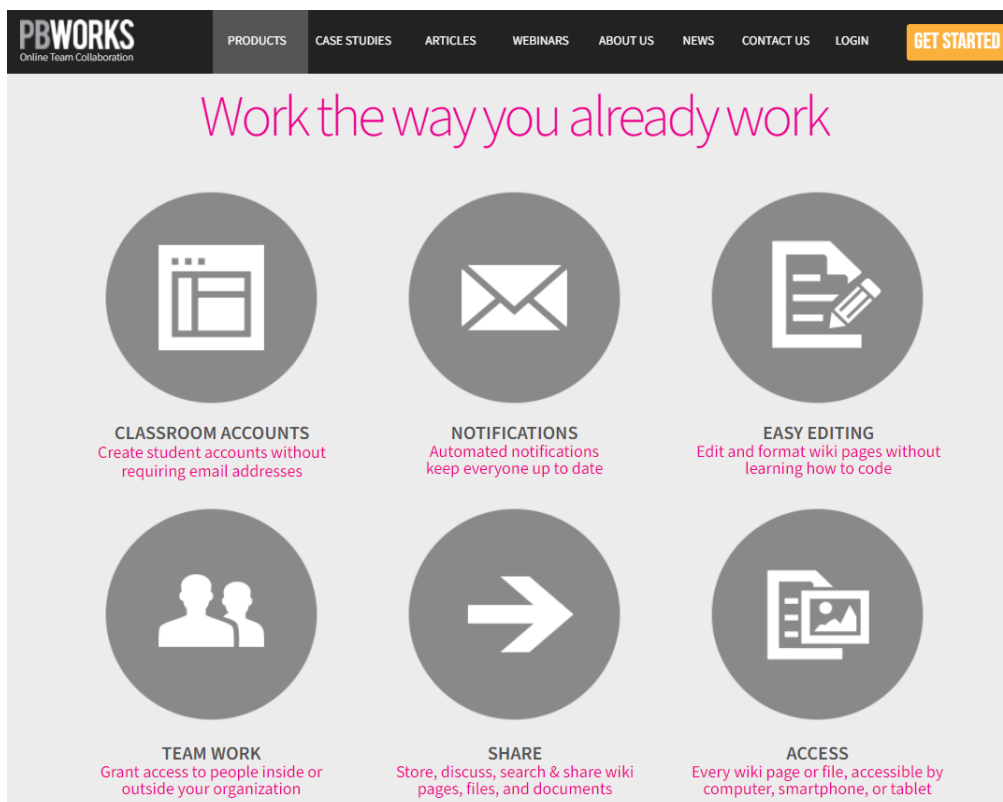 PBWORKS
Online Team Collaboration
PRODUCTS CASE STUDIES ARTICLES WEBINARS ABOUT US NEWS CONTACT US LOGIN GET STARTED
Work the way you already work
CLASSROOM ACCOUNTS
Create student accounts without
requiring email addresses
NOTIFICATIONS
Automated notifications
keep everyone up to date
EASY EDITING
Edit and format wiki pages without
learning how to code
TEAM WORK
Grant access to people inside or
outside your organization
SHARE
Store, discuss, search & share wiki
pages, files, and documents
ACCESS
Every wiki page or file, accessible by
computer, smartphone, or tablet